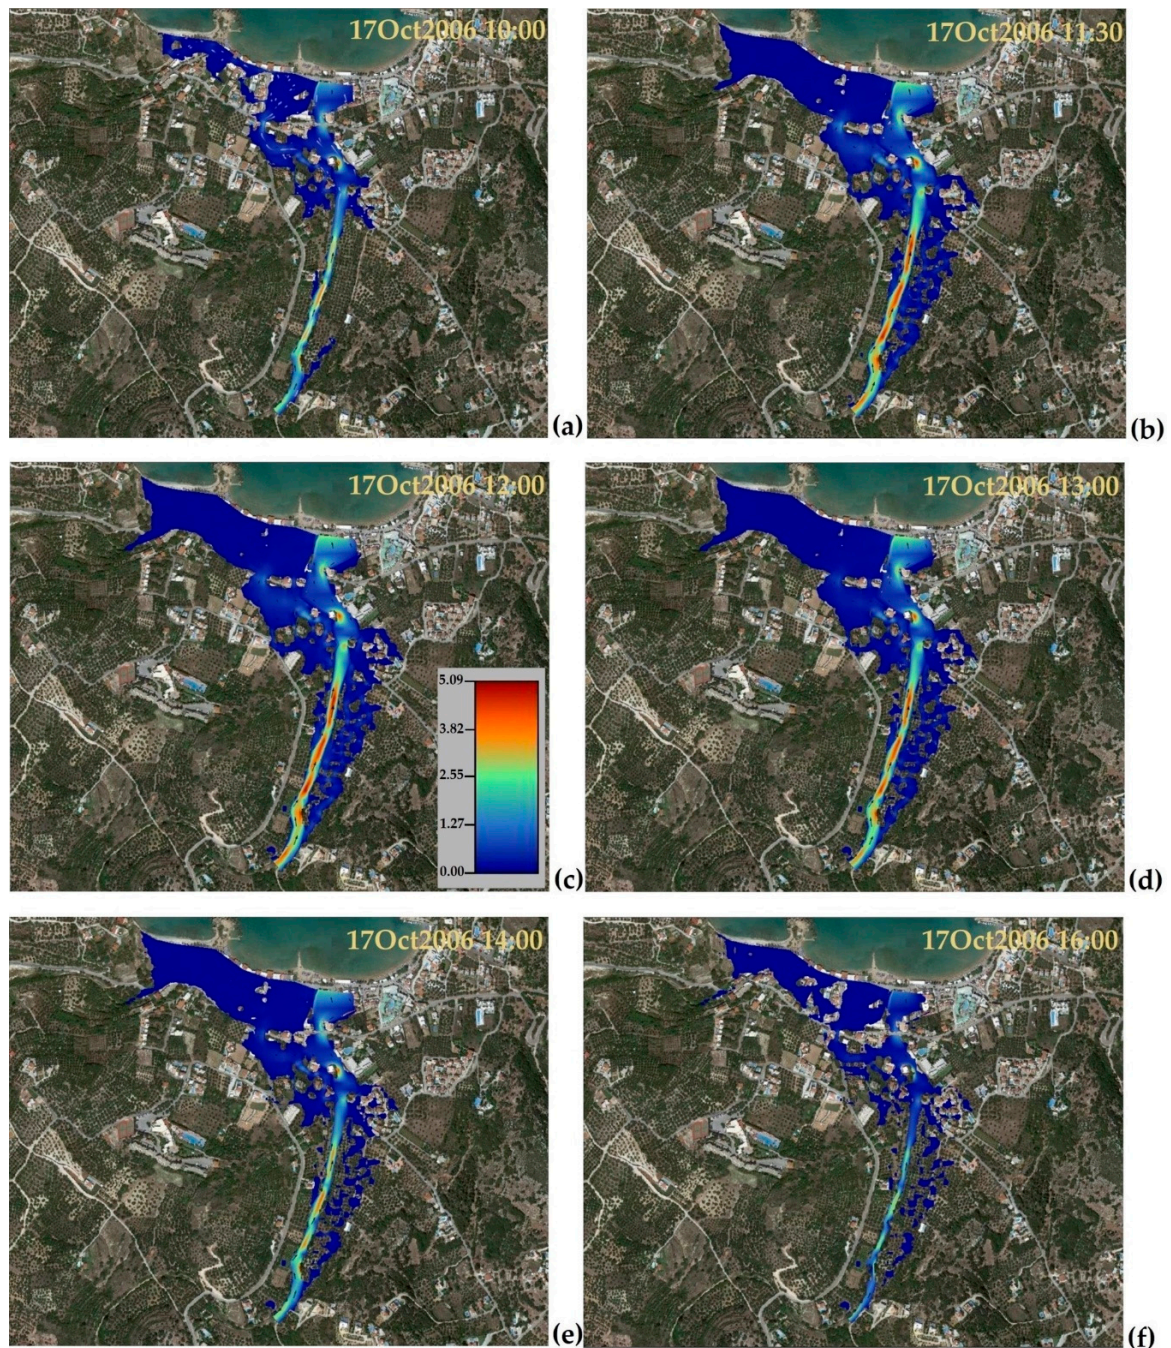 17Oct2006 10:00
(a)
17Oct2006 11:30
(b)
17Oct2006 12:00
5.09
3.82
2.55
1.27
0.00
(c)
17Oct2006 13:00
(d)
17Oct2006 14:00
(e)
17Oct2006 16:00
(f)